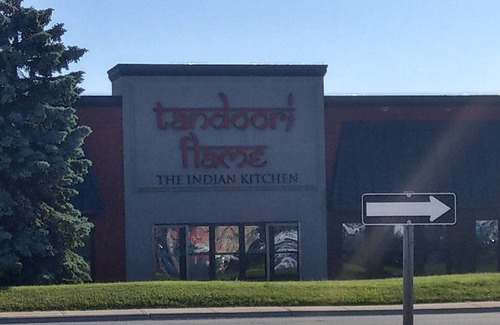 tandoori
flame
THE INDIAN KITCHEN